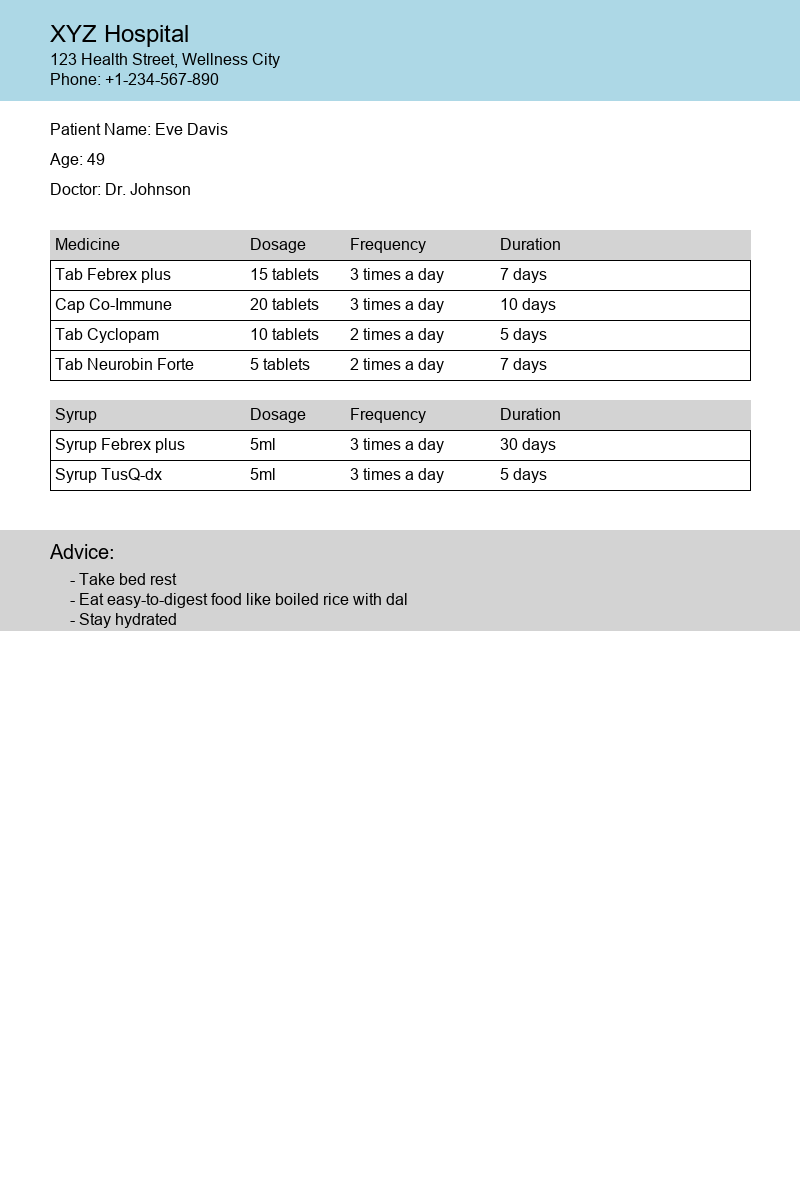 XYZ Hospital
123 Health Street, Wellness City
Phone: +1-234-567-890
Patient Name: Eve Davis
Age: 49
Doctor: Dr. Johnson
Medicine Dosage Frequency Duration
Tab Febrex plus 15 tablets 3 times a day 7 days
Cap Co-Immune 20 tablets 3 times a day 10 days
Tab Cyclopam 10 tablets 2 times a day 5 days
Tab Neurobin Forte 5 tablets 2 times a day 7 days
Syrup Dosage Frequency Duration
Syrup Febrex plus 5ml 3 times a day 30 days
Syrup TusQ-dx 5ml 3 times a day 5 days
Advice:
- Take bed rest
- Eat easy-to-digest food like boiled rice with dal
- Stay hydrated